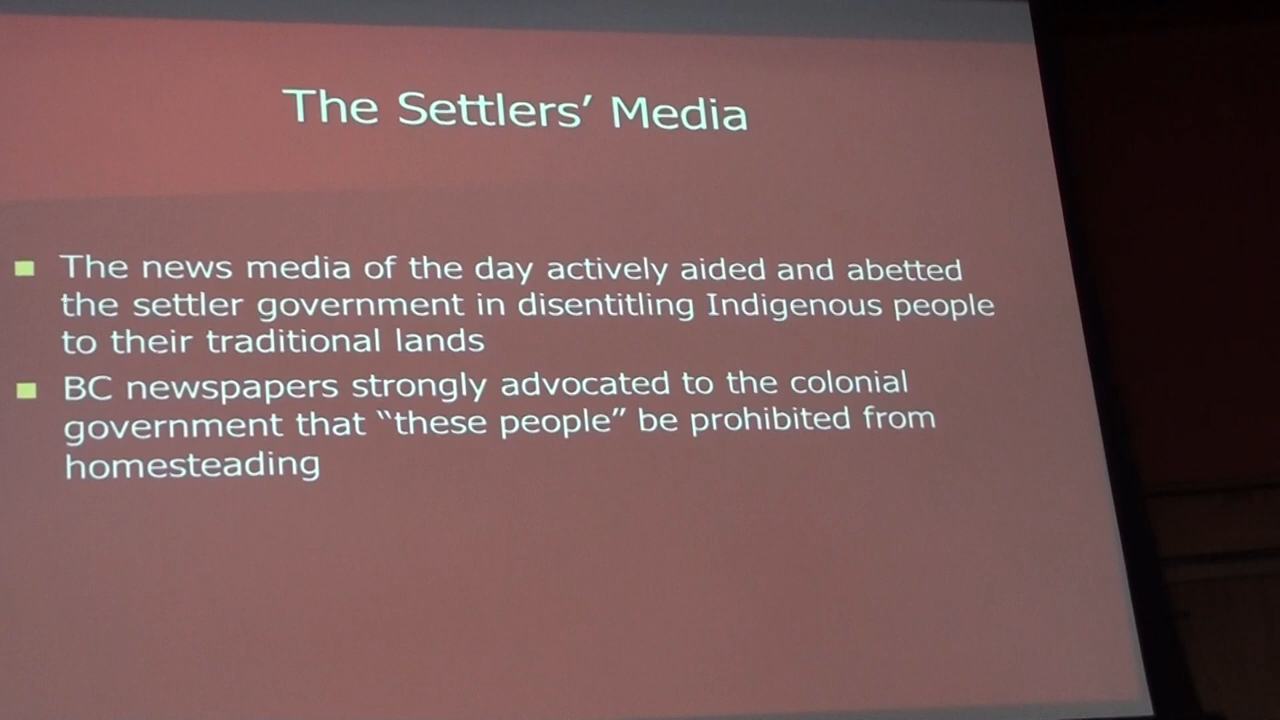 The Settlers’ Media
The news media of the day actively aided and abetted
the settler government in disentitling Indigenous people
to their traditional lands
BC newspapers strongly advocated to the colonial
government that “these people” be prohibited from
homesteading